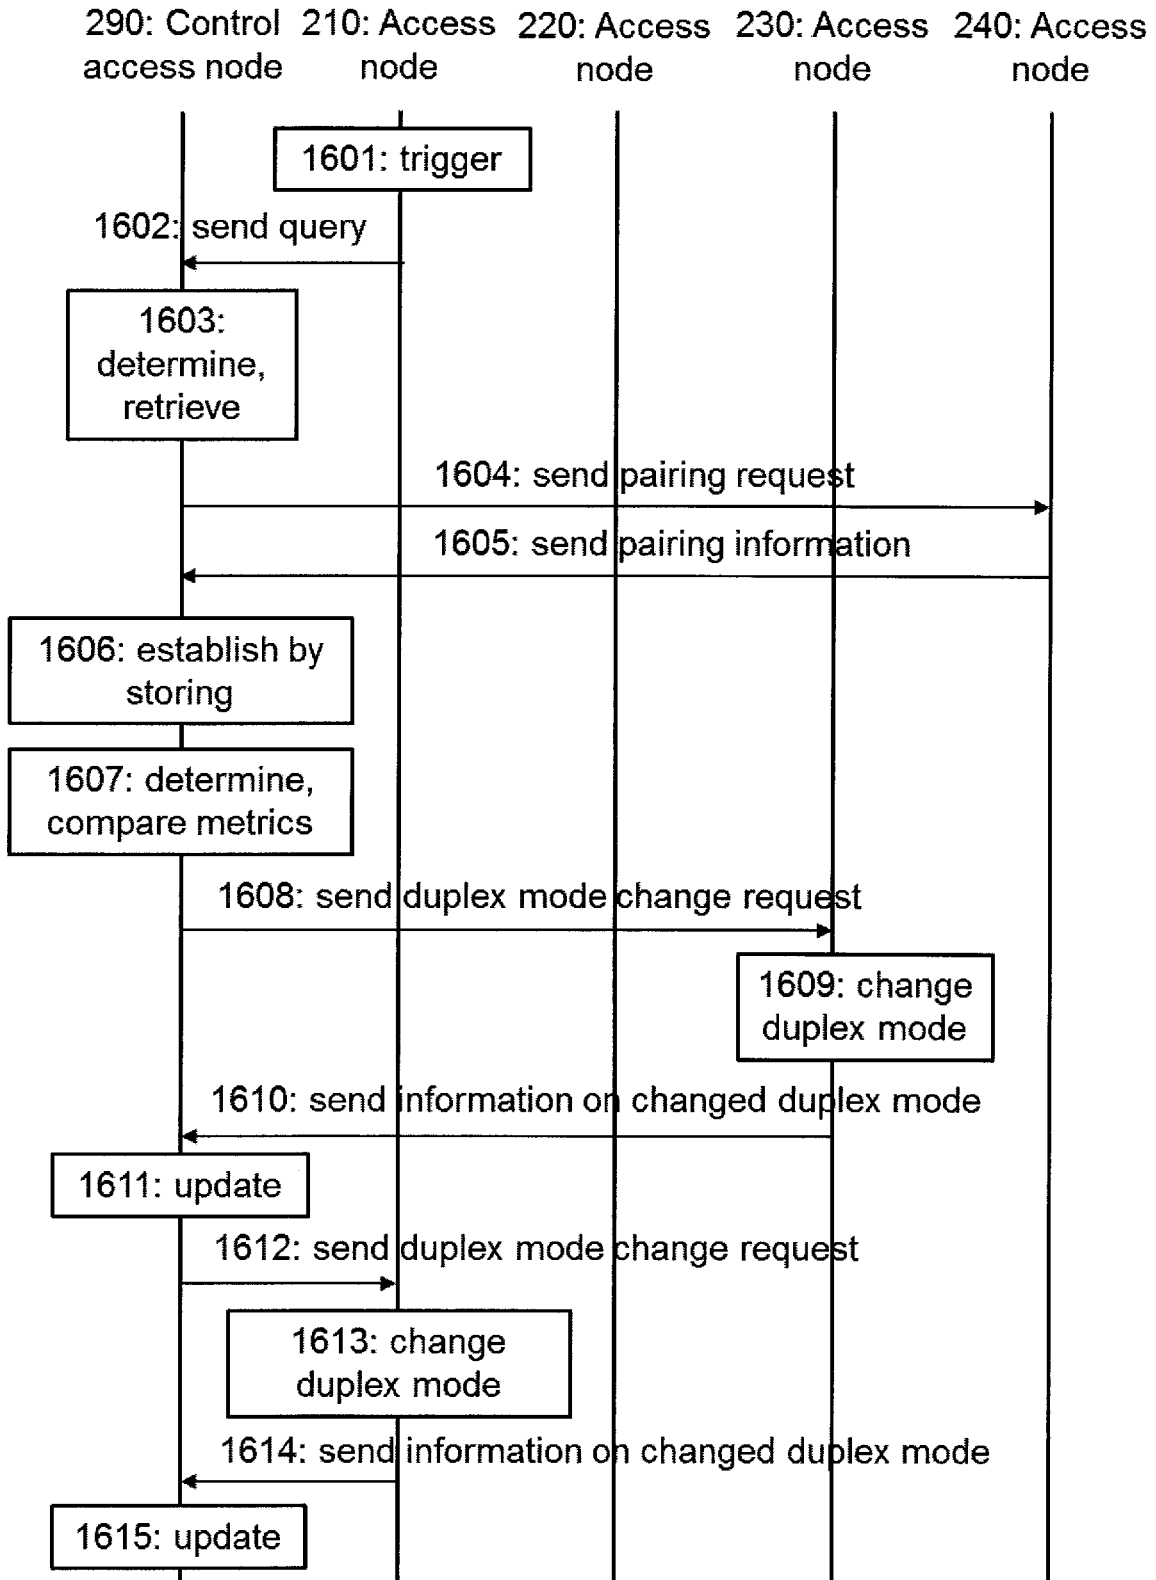 290: Control 210: Access 220: Access 230: Access 240: Access
access node node node node node
1601: trigger
1602: send query
1603:
determine,
retrieve
1604: send pairing request
1605: send pairing information
1606: establish by
storing
1607: determine,
compare metrics
1608: send duplex mode change request
1609: change
duplex mode
1610: send information on changed duplex mode
1611: update
1612: send duplex mode change request
1613: change
duplex mode
1614: send information on changed duplex mode
1615: update